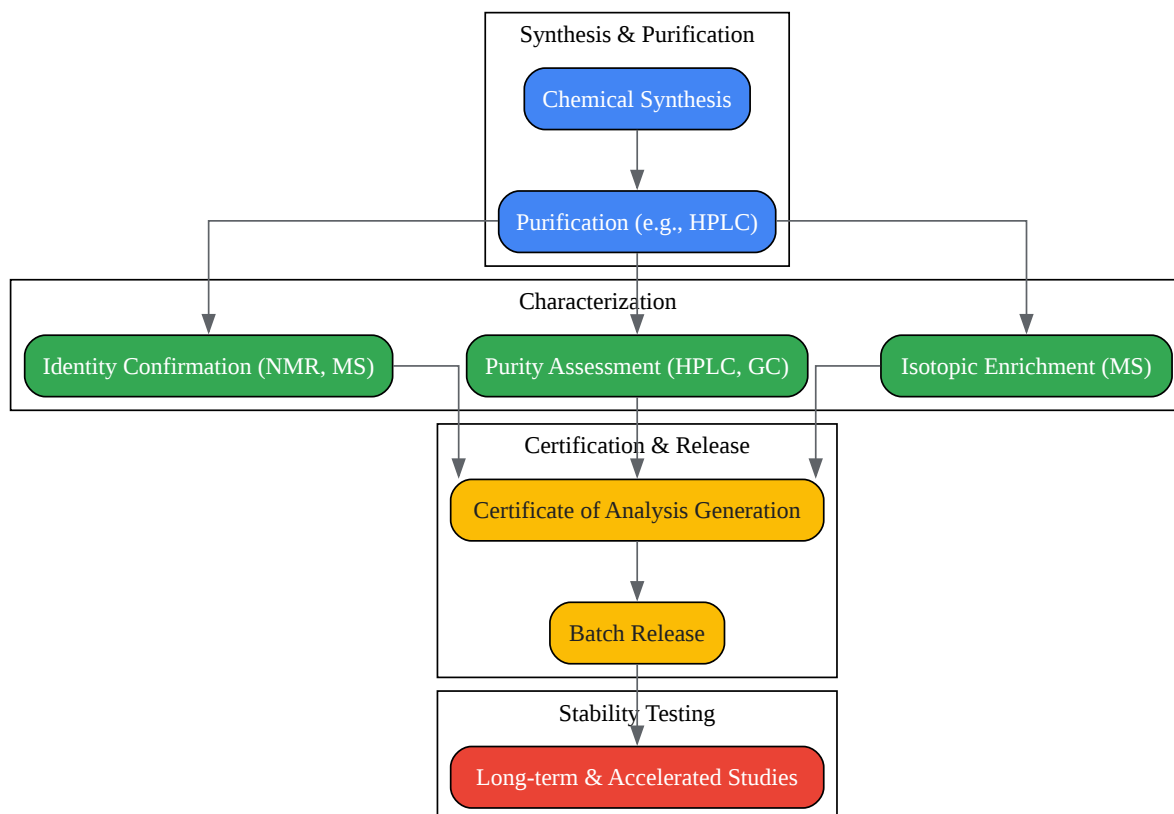 Synthesis & Purification
Chemical Synthesis
Purification (e.g., HPLC)
Characterization
Identity Confirmation (NMR, MS)
Purity Assessment (HPLC, GC)
Isotopic Enrichment (MS)
Certification & Release
Certificate of Analysis Generation
Batch Release
Stability Testing
Long-term & Accelerated Studies